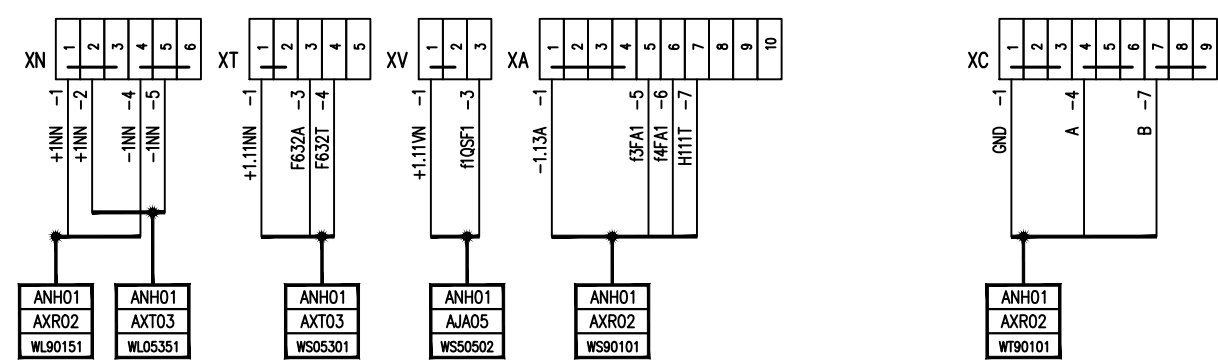 XN 1 2 3 4 5 6
XT 1 2 3 4 5
XV 1 2 3
XA 1 2 3 4 5 6 7 8 9 10
XC 1 2 3 4 5 6 7 8 9
+1NN -1
+1NN -2
-1NN -4
-1NN -5
+1.11NN -1
F632A -3
F632T -4
+1.11VN -1
f1QSF1 -3
-1.13A -1
f3FA1 -5
f4FA1 -6
H111T -7
GND -1
A -4
B -7
ANH01
AXR02
WL90151
ANH01
AXT03
WL05351
ANH01
AXT03
WS05301
ANH01
AJA05
WS50502
ANH01
AXR02
WS90101
ANH01
AXR02
WT90101